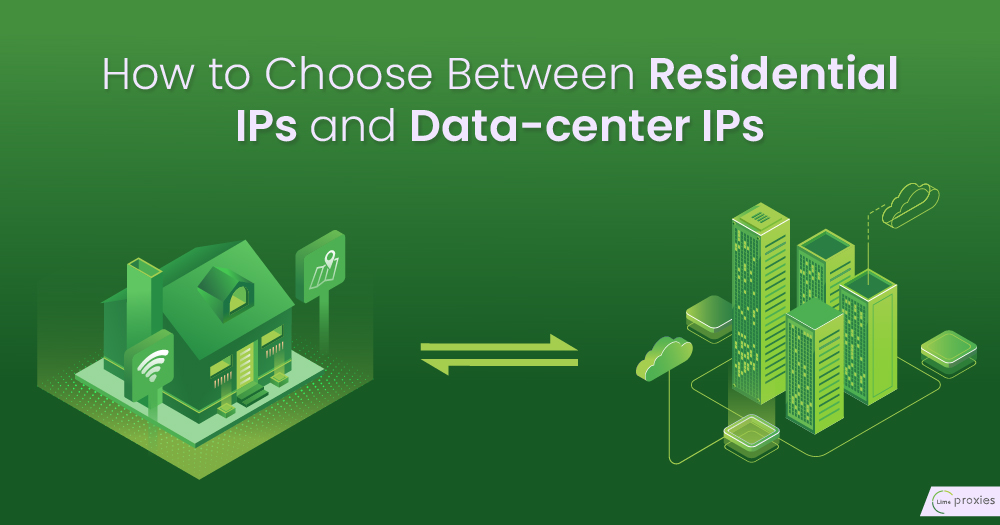 How to Choose Between Residential
IPs and Data-center IPs
Lime proxies